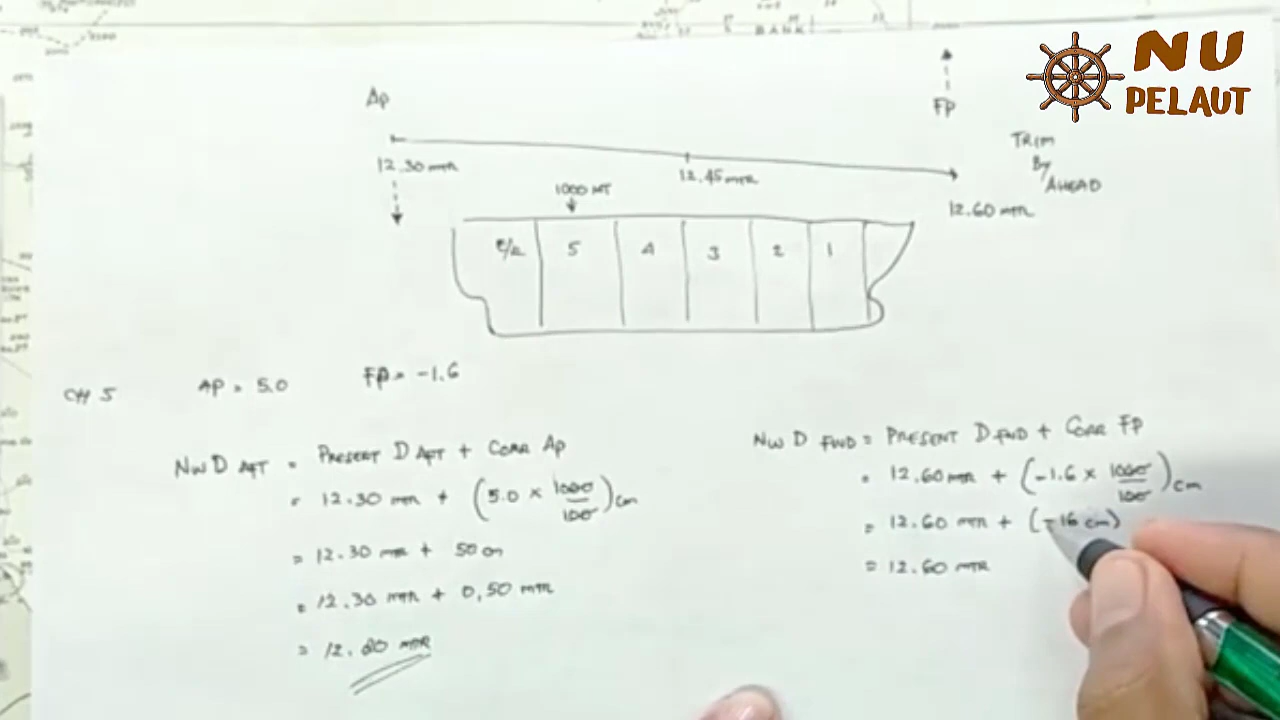 BANK
NU
PELAUT
AP
FP
12.30 MTR
12.45 MTR
12.60 MTR
TRIM
By
AHEAD
1000 MT
E/R 5 4 3 2 1
CH 5 AP = 5.0 FP = -1.6
NW D AFT = PRESENT D AFT + CORR AP
= 12.30 MTR + (5.0 × 1000/100) cm
= 12.30 MTR + 50 cm
= 12.30 MTR + 0,50 MTR
= 12.80 MTR
NW D FWD = PRESENT D FWD + CORR FP
= 12.60 MTR + (-1.6 × 1000/100) cm
= 12.60 MTR + (-16 cm)
= 12.60 MTR